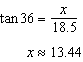 tan 36 = x/18.5
x ≈ 13.44